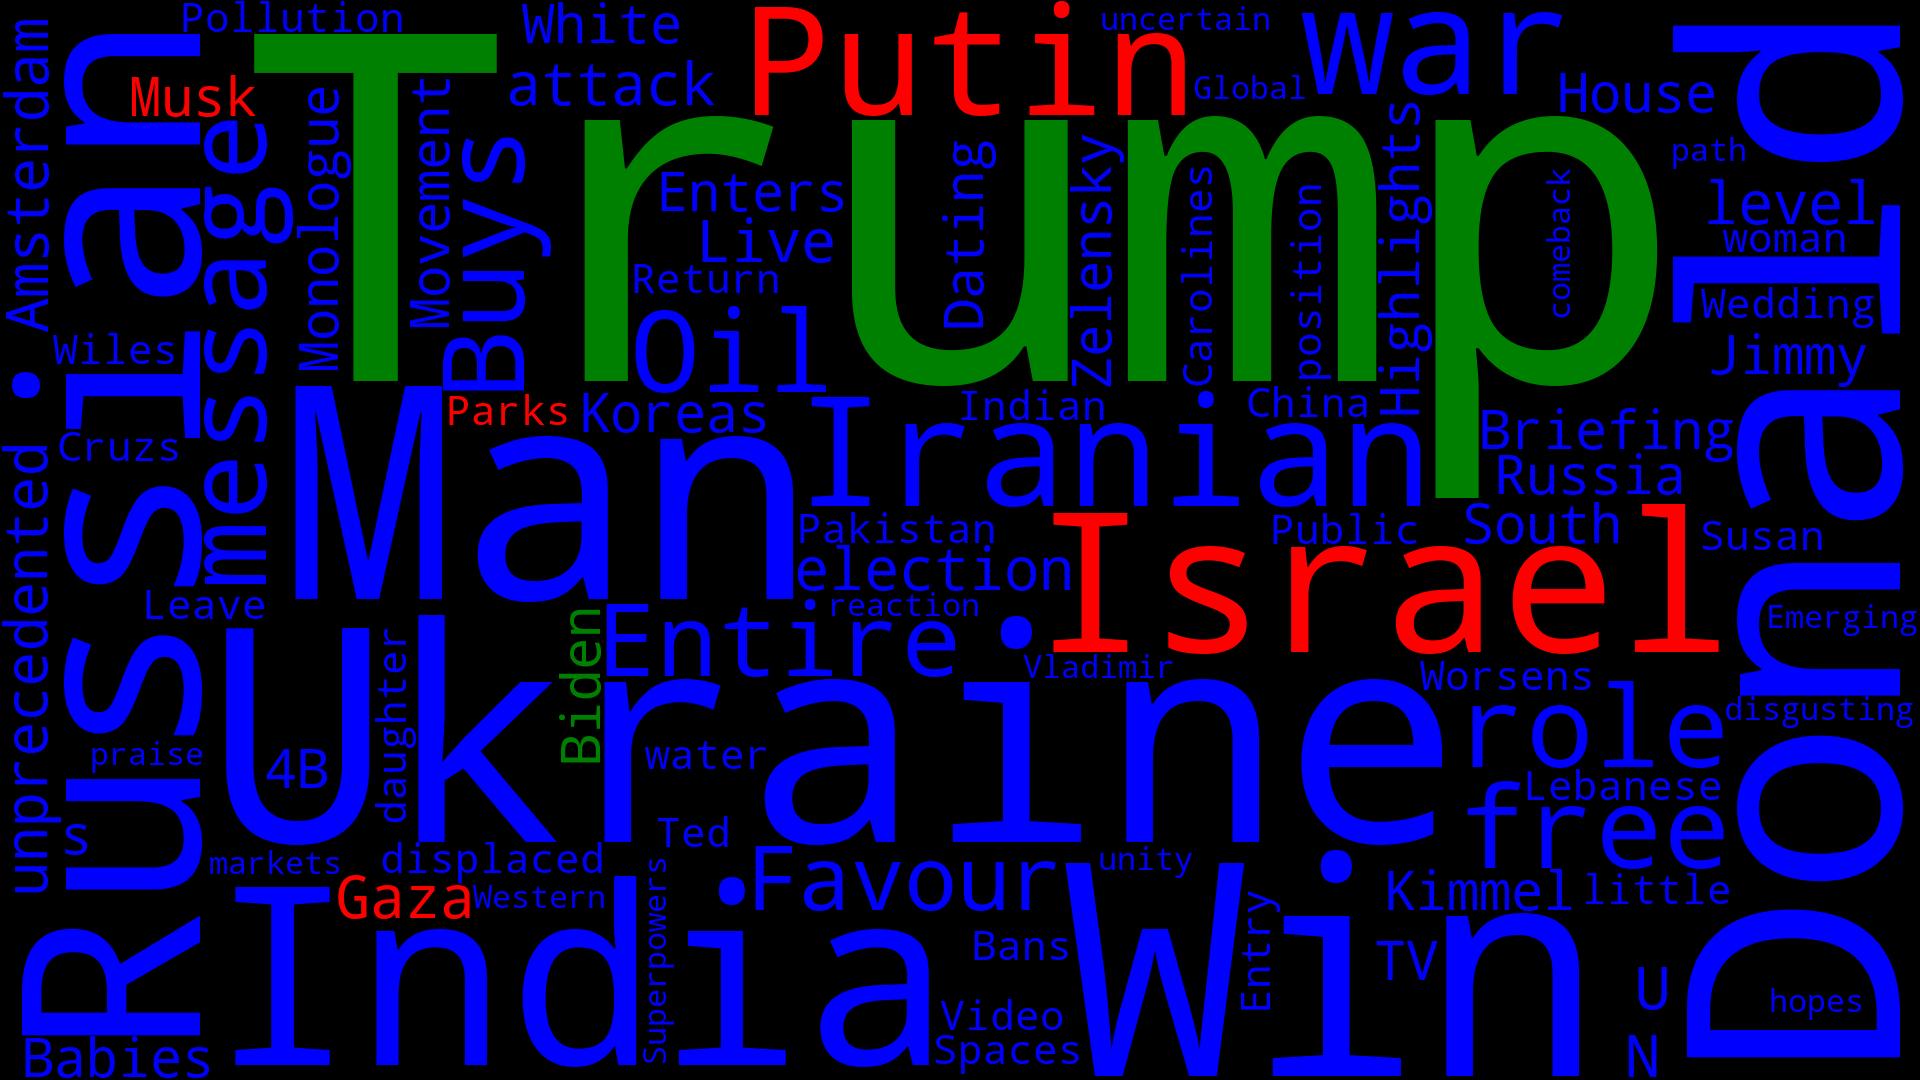 Pollution
White
Putin
uncertain
war
Amsterdam
Musk
Trump
attack
Global
House
Donald
Russian
message
Monologue
Movement
Buys
Enters
Dating
Zelensky
Carolines
position
Highlights
comeback
path
level
woman
Live
Return
Oil
Wedding
Wiles
Jimmy
Man
Parks
Koreas
Iranian
Indian
China
Briefing
Cruzs
Russia
unprecedented
Pakistan
Israel
Public
South
Susan
election
Leave
Biden
Entire
reaction
Emerging
Ukraine
daughter
Vladimir
Worsens
role
disgusting
praise
4B
water
Lebanese
s
Ted
free
markets
displaced
Favour
unity
Win
Kimmel
little
Gaza
Western
India
Superpowers
Bans
Entry
TV
U
hopes
Video
Babies
Spaces
N